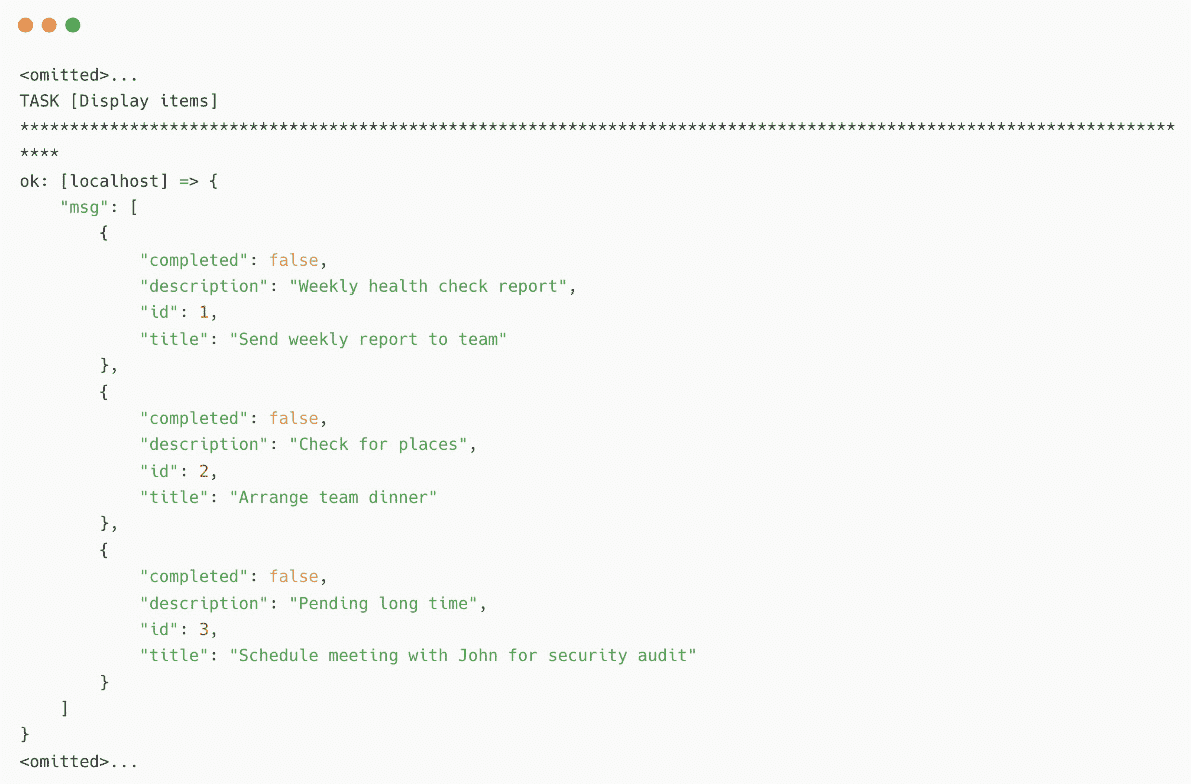 <omitted>...
TASK [Display items]
********************************************************************************************************************
****
ok: [localhost] => {
    "msg": [
        {
            "completed": false,
            "description": "Weekly health check report",
            "id": 1,
            "title": "Send weekly report to team"
        },
        {
            "completed": false,
            "description": "Check for places",
            "id": 2,
            "title": "Arrange team dinner"
        },
        {
            "completed": false,
            "description": "Pending long time",
            "id": 3,
            "title": "Schedule meeting with John for security audit"
        }
    ]
}
<omitted>...